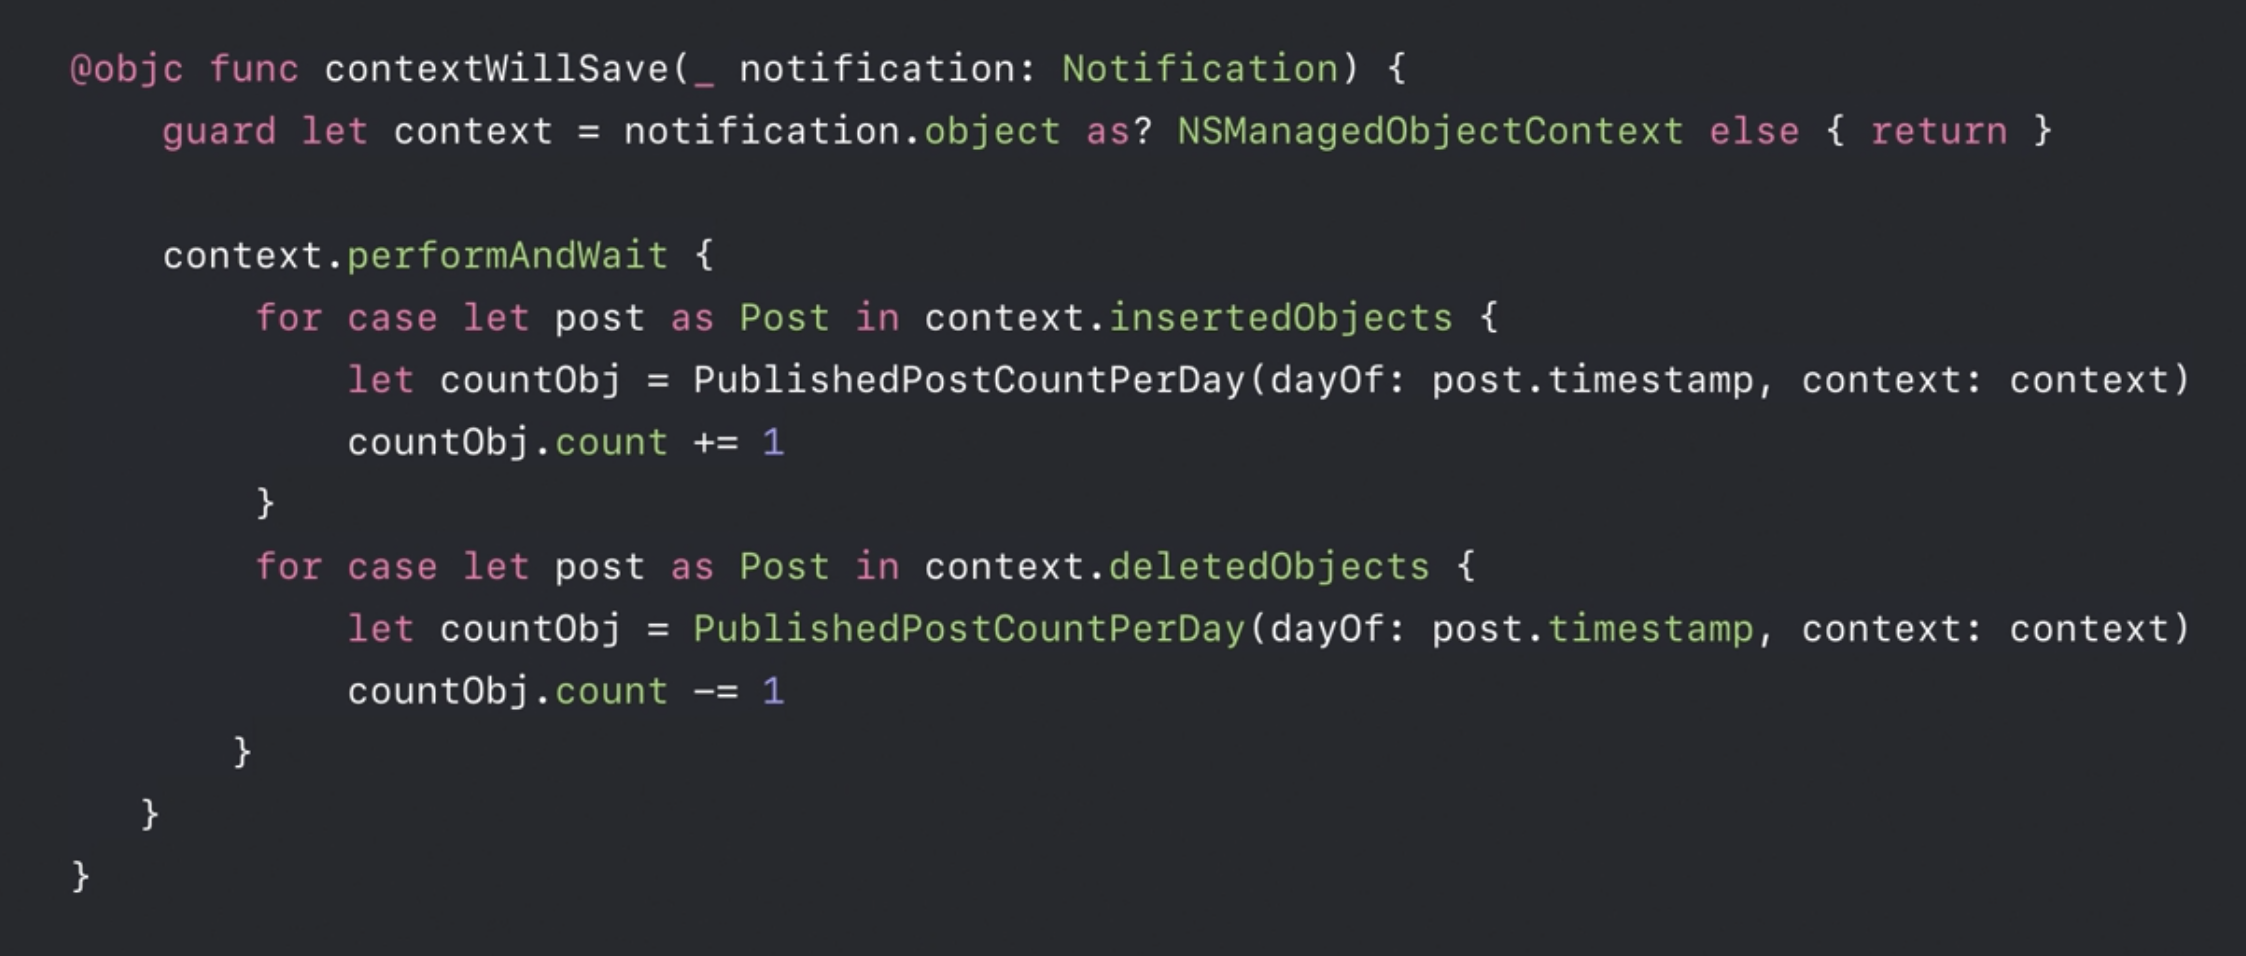 @objc func contextWillSave(_ notification: Notification) {
    guard let context = notification.object as? NSManagedObjectContext else { return }

    context.performAndWait {
        for case let post as Post in context.insertedObjects {
            let countObj = PublishedPostCountPerDay(dayOf: post.timestamp, context: context)
            countObj.count += 1
        }
        for case let post as Post in context.deletedObjects {
            let countObj = PublishedPostCountPerDay(dayOf: post.timestamp, context: context)
            countObj.count -= 1
       }
   }
}